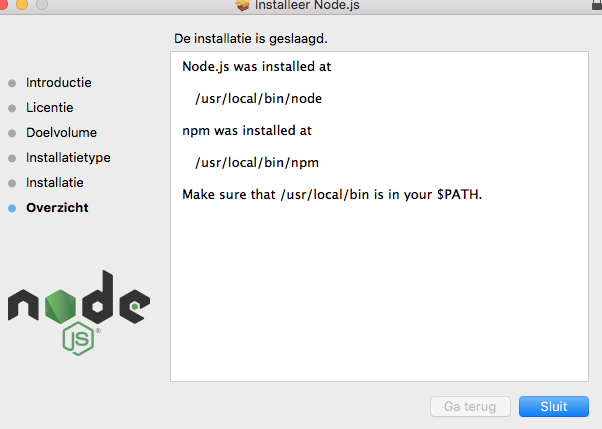 Installeer Node.js
De installatie is geslaagd.
Introductie
Licentie
Doelvolume
Installatietype
Installatie
Overzicht
Node.js was installed at
/usr/local/bin/node
npm was installed at
/usr/local/bin/npm
Make sure that /usr/local/bin is in your $PATH.
node
JS®
Ga terug
Sluit